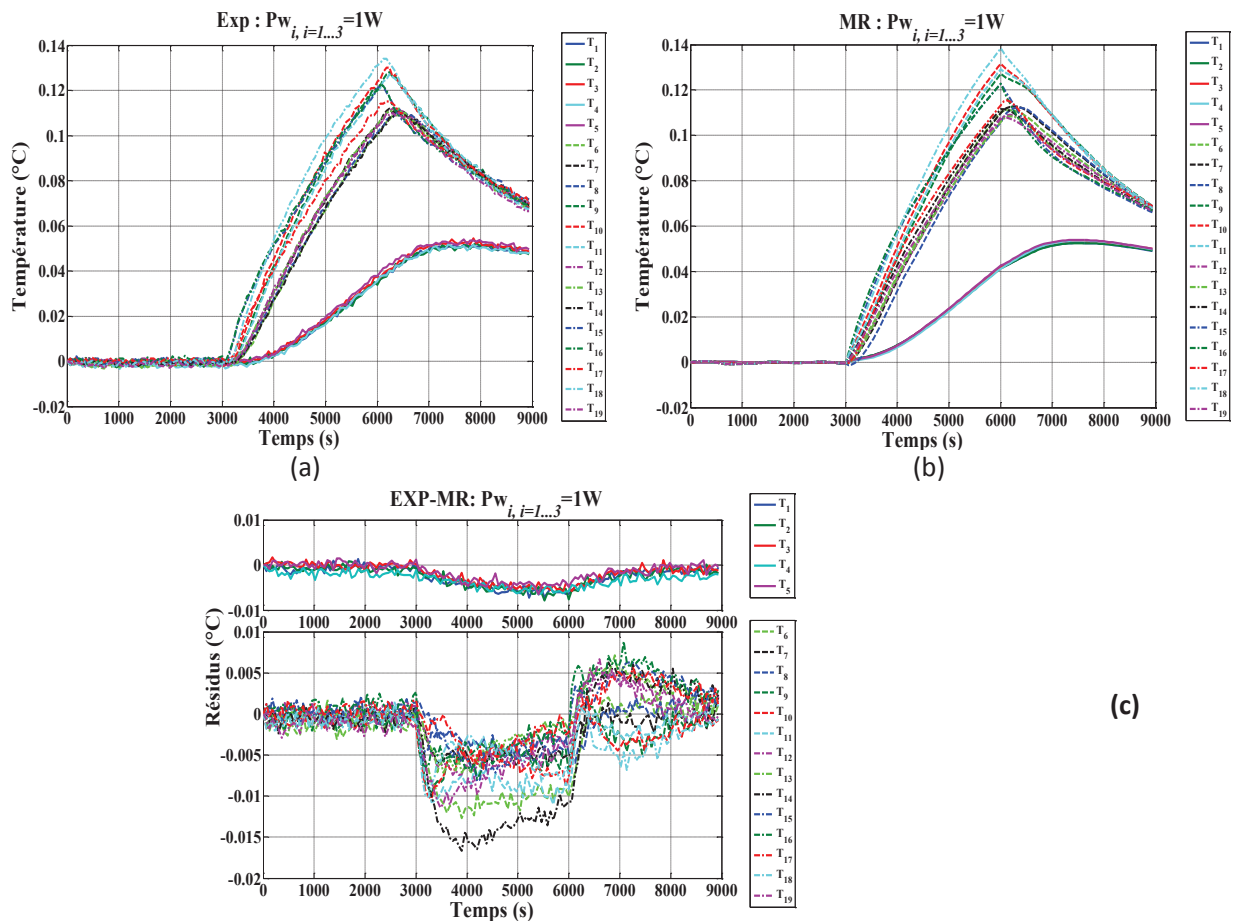 Exp : Pw i, i=1...3=1W
Température (°C)
0.14
0.12
0.1
0.08
0.06
0.04
0.02
0
-0.02
0 1000 2000 3000 4000 5000 6000 7000 8000 9000
Temps (s)
T1
T2
T3
T4
T5
T6
T7
T8
T9
T10
T11
T12
T13
T14
T15
T16
T17
T18
T19
(a)
MR : Pw i, i=1...3=1W
Température (°C)
0.14
0.12
0.1
0.08
0.06
0.04
0.02
0
-0.02
0 1000 2000 3000 4000 5000 6000 7000 8000 9000
Temps (s)
T1
T2
T3
T4
T5
T6
T7
T8
T9
T10
T11
T12
T13
T14
T15
T16
T17
T18
T19
(b)
EXP-MR: Pw i, i=1...3=1W
0.01
0
-0.01
0 1000 2000 3000 4000 5000 6000 7000 8000 9000
T1
T2
T3
T4
T5
Résidus (°C)
0.01
0.005
0
-0.005
-0.01
-0.015
-0.02
0 1000 2000 3000 4000 5000 6000 7000 8000 9000
Temps (s)
T6
T7
T8
T9
T10
T11
T12
T13
T14
T15
T16
T17
T18
T19
(c)